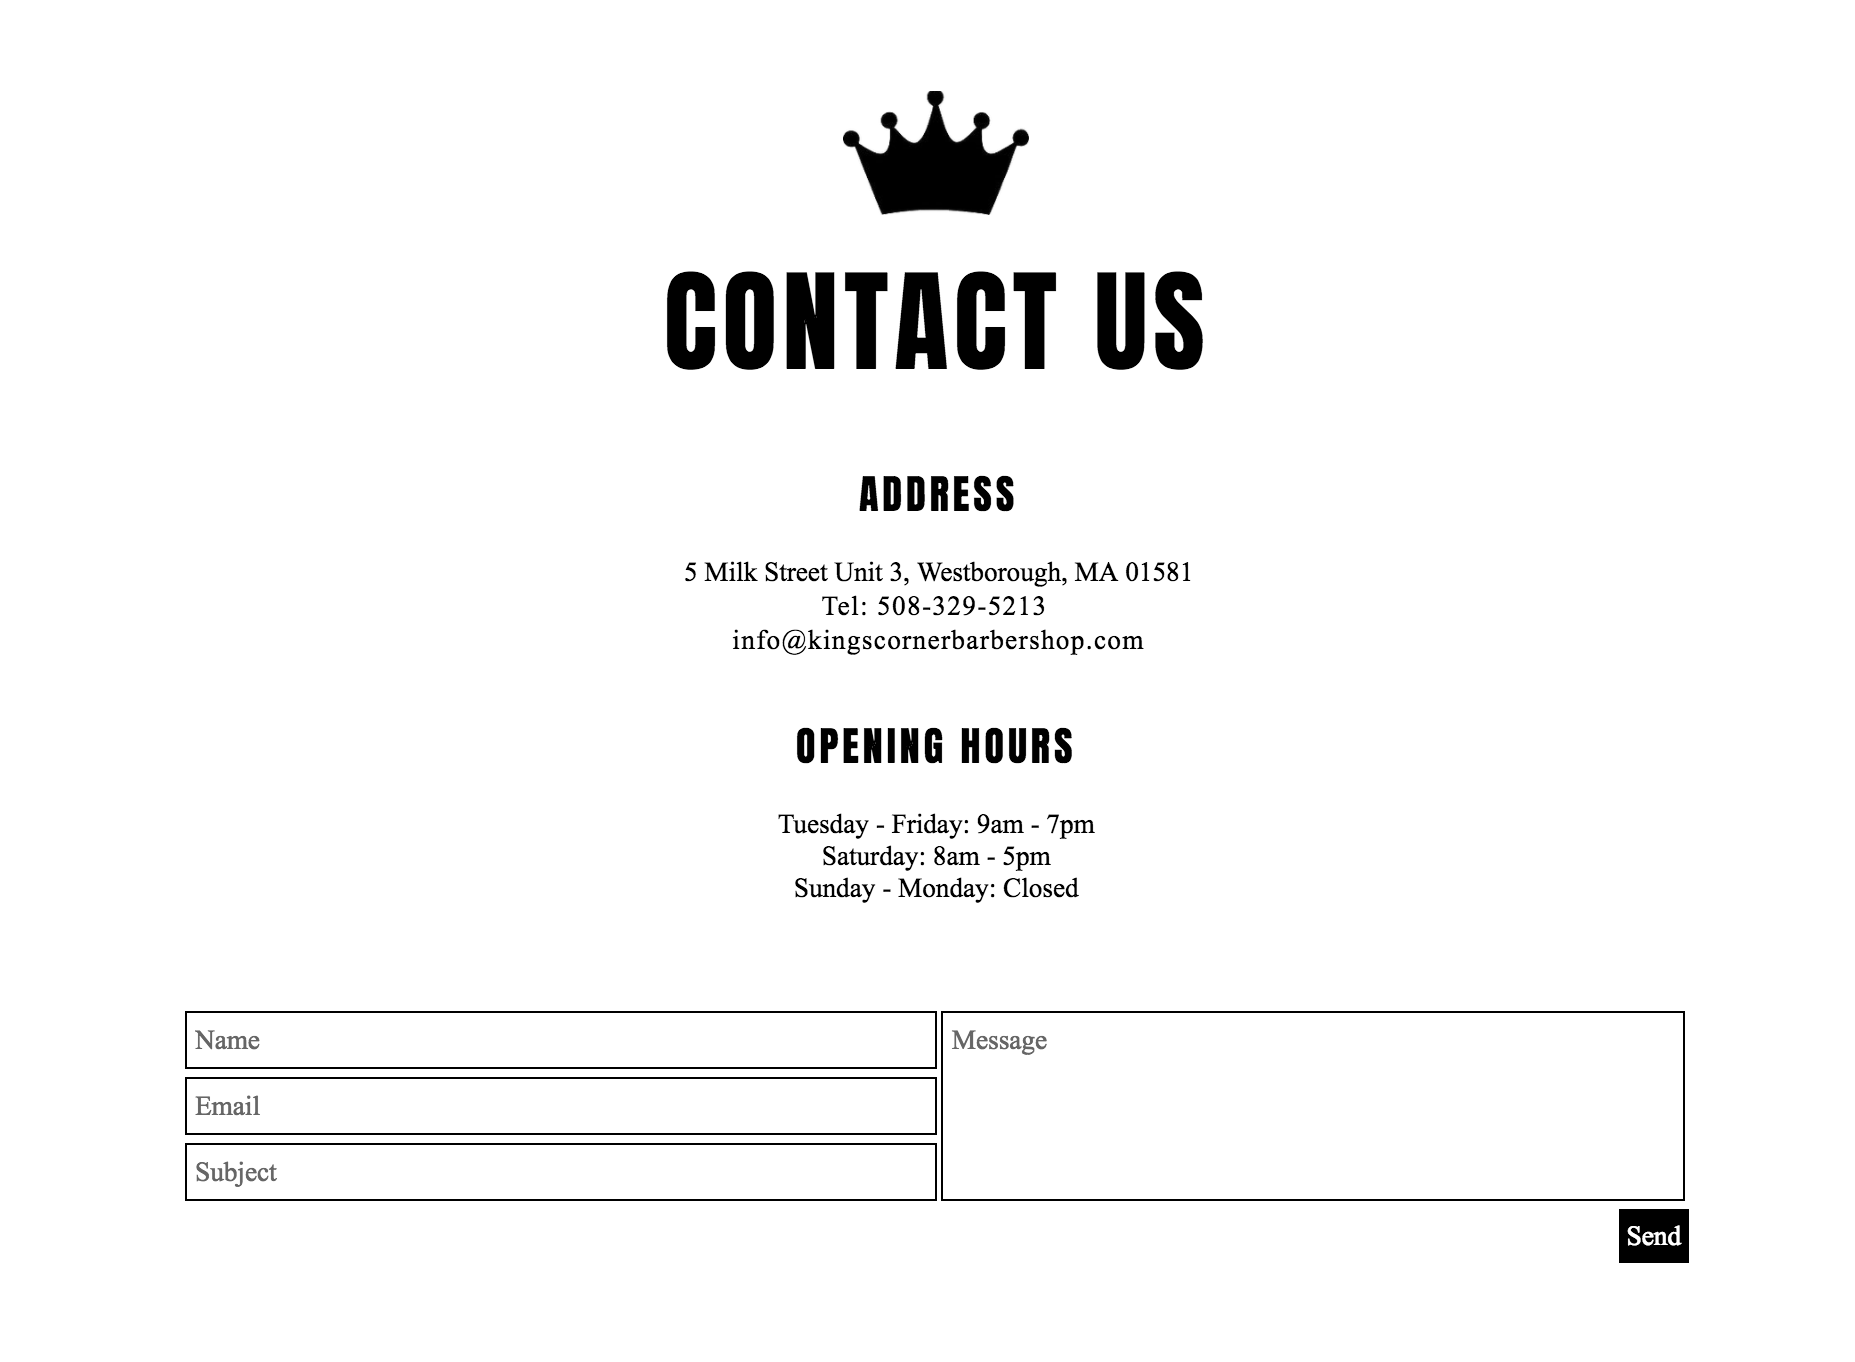 CONTACT US
ADDRESS
5 Milk Street Unit 3, Westborough, MA 01581
Tel: 508-329-5213
info@kingscornerbarbershop.com
OPENING HOURS
Tuesday - Friday: 9am - 7pm
Saturday: 8am - 5pm
Sunday - Monday: Closed
Name
Email
Subject
Message
Send